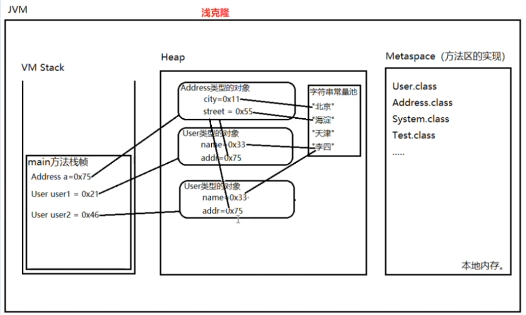 JVM
浅克隆
VM Stack
main方法栈帧
Address a=0x75
User user1 = 0x21
User user2 = 0x46
Heap
Address类型的对象
city=0x11
street = 0x55
User类型的对象
name=0x33
addr=0x75
User类型的对象
name=0x33
addr=0x75
字符串常量池
"北京"
"海淀"
"天津"
"李四"
Metaspace（方法区的实现）
User.class
Address.class
System.class
Test.class
.....
本地内存。